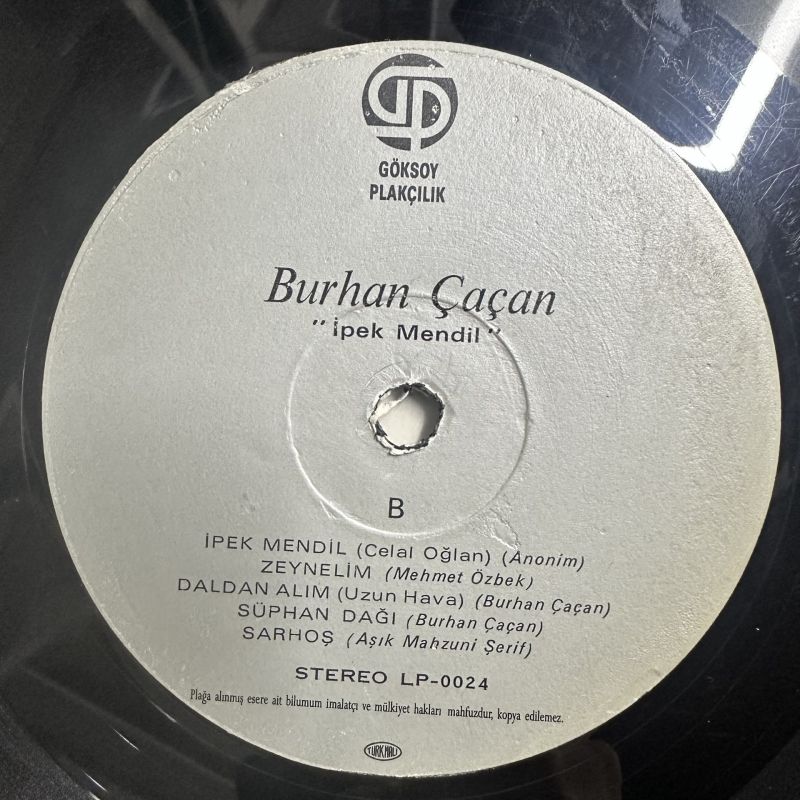 GÖKSOY
PLAKÇILIK
Burhan Çaçan
"İpek Mendil"
B
İPEK MENDİL (Celal Oğlan) (Anonim)
ZEYNELİM (Mehmet Özbek)
DALDAN ALIM (Uzun Hava) (Burhan Çaçan)
SÜPHAN DAĞI (Burhan Çaçan)
SARHOŞ (Aşık Mahzuni Şerif)
STEREO LP-0024
Plağa alınmış esere ait bilumum imalatçı ve mülkiyet hakları mahfuzdur, kopya edilemez.
TÜRK MALI